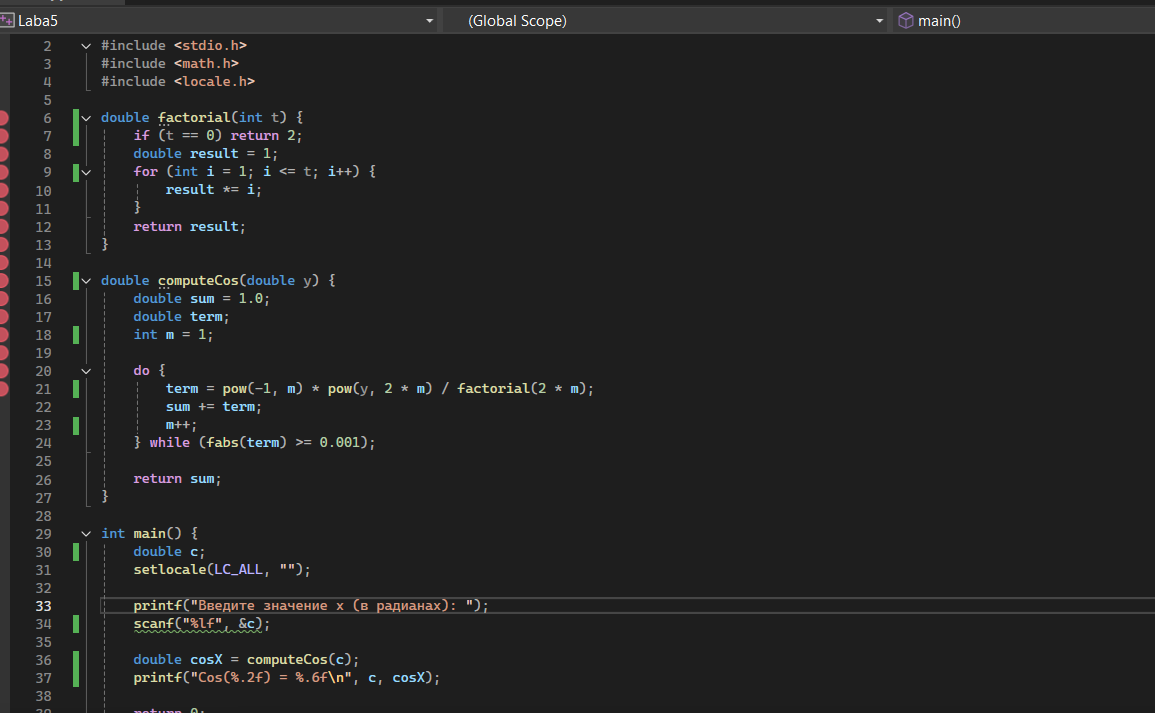 Laba5 (Global Scope) main()
2 #include <stdio.h>
3 #include <math.h>
4 #include <locale.h>
5
6 double factorial(int t) {
7 if (t == 0) return 2;
8 double result = 1;
9 for (int i = 1; i <= t; i++) {
10 result *= i;
11 }
12 return result;
13 }
14
15 double computeCos(double y) {
16 double sum = 1.0;
17 double term;
18 int m = 1;
19
20 do {
21 term = pow(-1, m) * pow(y, 2 * m) / factorial(2 * m);
22 sum += term;
23 m++;
24 } while (fabs(term) >= 0.001);
25
26 return sum;
27 }
28
29 int main() {
30 double c;
31 setlocale(LC_ALL, "");
32
33 printf("Введите значение x (в радианах): ");
34 scanf("%lf", &c);
35
36 double cosX = computeCos(c);
37 printf("Cos(%.2f) = %.6f\n", c, cosX);
38
39 return 0;